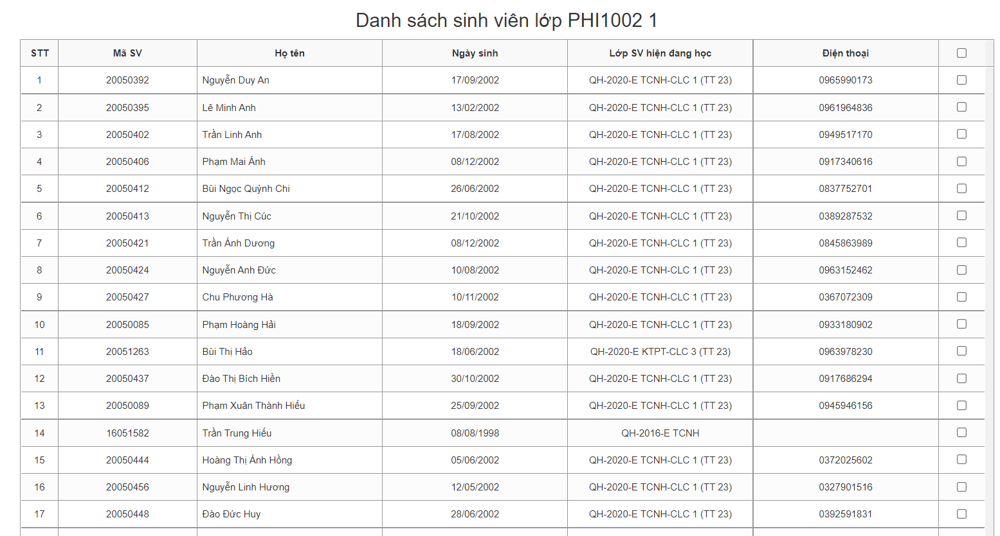 Danh sách sinh viên lớp PHI1002 1
STT Mã SV Họ tên Ngày sinh Lớp SV hiện đang học Điện thoại
1 20050392 Nguyễn Duy An 17/09/2002 QH-2020-E TCNH-CLC 1 (TT 23) 0965990173
2 20050395 Lê Minh Anh 13/02/2002 QH-2020-E TCNH-CLC 1 (TT 23) 0961964836
3 20050402 Trần Linh Anh 17/08/2002 QH-2020-E TCNH-CLC 1 (TT 23) 0949517170
4 20050406 Phạm Mai Ánh 08/12/2002 QH-2020-E TCNH-CLC 1 (TT 23) 0917340616
5 20050412 Bùi Ngọc Quỳnh Chi 26/06/2002 QH-2020-E TCNH-CLC 1 (TT 23) 0837752701
6 20050413 Nguyễn Thị Cúc 21/10/2002 QH-2020-E TCNH-CLC 1 (TT 23) 0389287532
7 20050421 Trần Ánh Dương 08/12/2002 QH-2020-E TCNH-CLC 1 (TT 23) 0845863989
8 20050424 Nguyễn Anh Đức 10/08/2002 QH-2020-E TCNH-CLC 1 (TT 23) 0963152462
9 20050427 Chu Phương Hà 10/11/2002 QH-2020-E TCNH-CLC 1 (TT 23) 0367072309
10 20050085 Phạm Hoàng Hải 18/09/2002 QH-2020-E TCNH-CLC 1 (TT 23) 0933180902
11 20051263 Bùi Thị Hảo 18/06/2002 QH-2020-E KTPT-CLC 3 (TT 23) 0963978230
12 20050437 Đào Thị Bích Hiền 30/10/2002 QH-2020-E TCNH-CLC 1 (TT 23) 0917686294
13 20050089 Phạm Xuân Thành Hiếu 25/09/2002 QH-2020-E TCNH-CLC 1 (TT 23) 0945946156
14 16051582 Trần Trung Hiếu 08/08/1998 QH-2016-E TCNH
15 20050444 Hoàng Thị Ánh Hồng 05/06/2002 QH-2020-E TCNH-CLC 1 (TT 23) 0372025602
16 20050456 Nguyễn Linh Hương 12/05/2002 QH-2020-E TCNH-CLC 1 (TT 23) 0327901516
17 20050448 Đào Đức Huy 28/06/2002 QH-2020-E TCNH-CLC 1 (TT 23) 0392591831